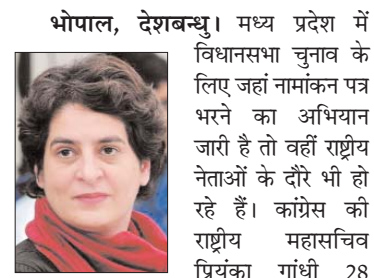 भोपाल, देशबन्धु। मध्य प्रदेश में
विधानसभा चुनाव के
लिए जहां नामांकन पत्र
भरने का अभियान
जारी है तो वहीं राष्ट्रीय
नेताओं के दौरे भी हो
रहे हैं। कांग्रेस की
राष्ट्रीय महासचिव
प्रियंका गांधी 28